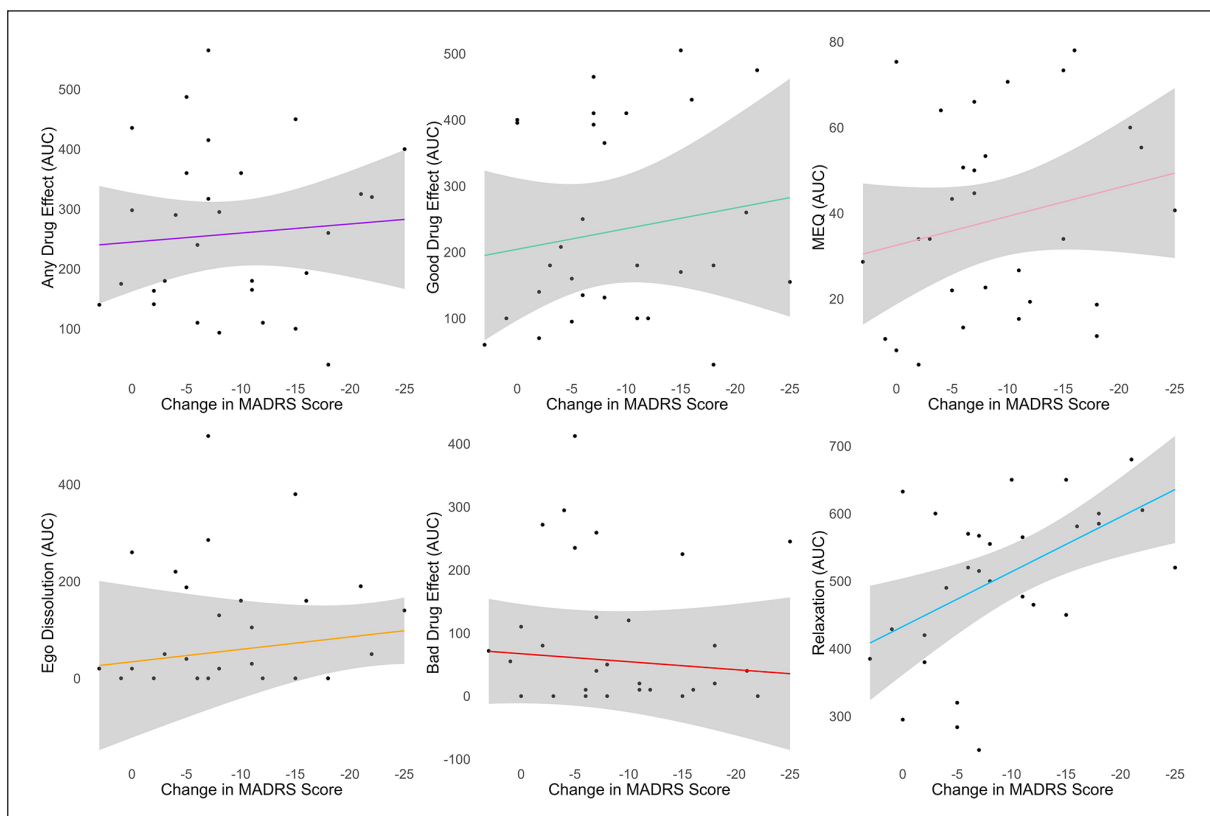 Any Drug Effect (AUC)
500
400
300
200
100
0 -5 -10 -15 -20 -25
Change in MADRS Score
Good Drug Effect (AUC)
500
400
300
200
100
0 -5 -10 -15 -20 -25
Change in MADRS Score
MEQ (AUC)
80
60
40
20
0 -5 -10 -15 -20 -25
Change in MADRS Score
Ego Dissolution (AUC)
400
200
0
0 -5 -10 -15 -20 -25
Change in MADRS Score
Bad Drug Effect (AUC)
400
300
200
100
0
-100
0 -5 -10 -15 -20 -25
Change in MADRS Score
Relaxation (AUC)
700
600
500
400
300
0 -5 -10 -15 -20 -25
Change in MADRS Score